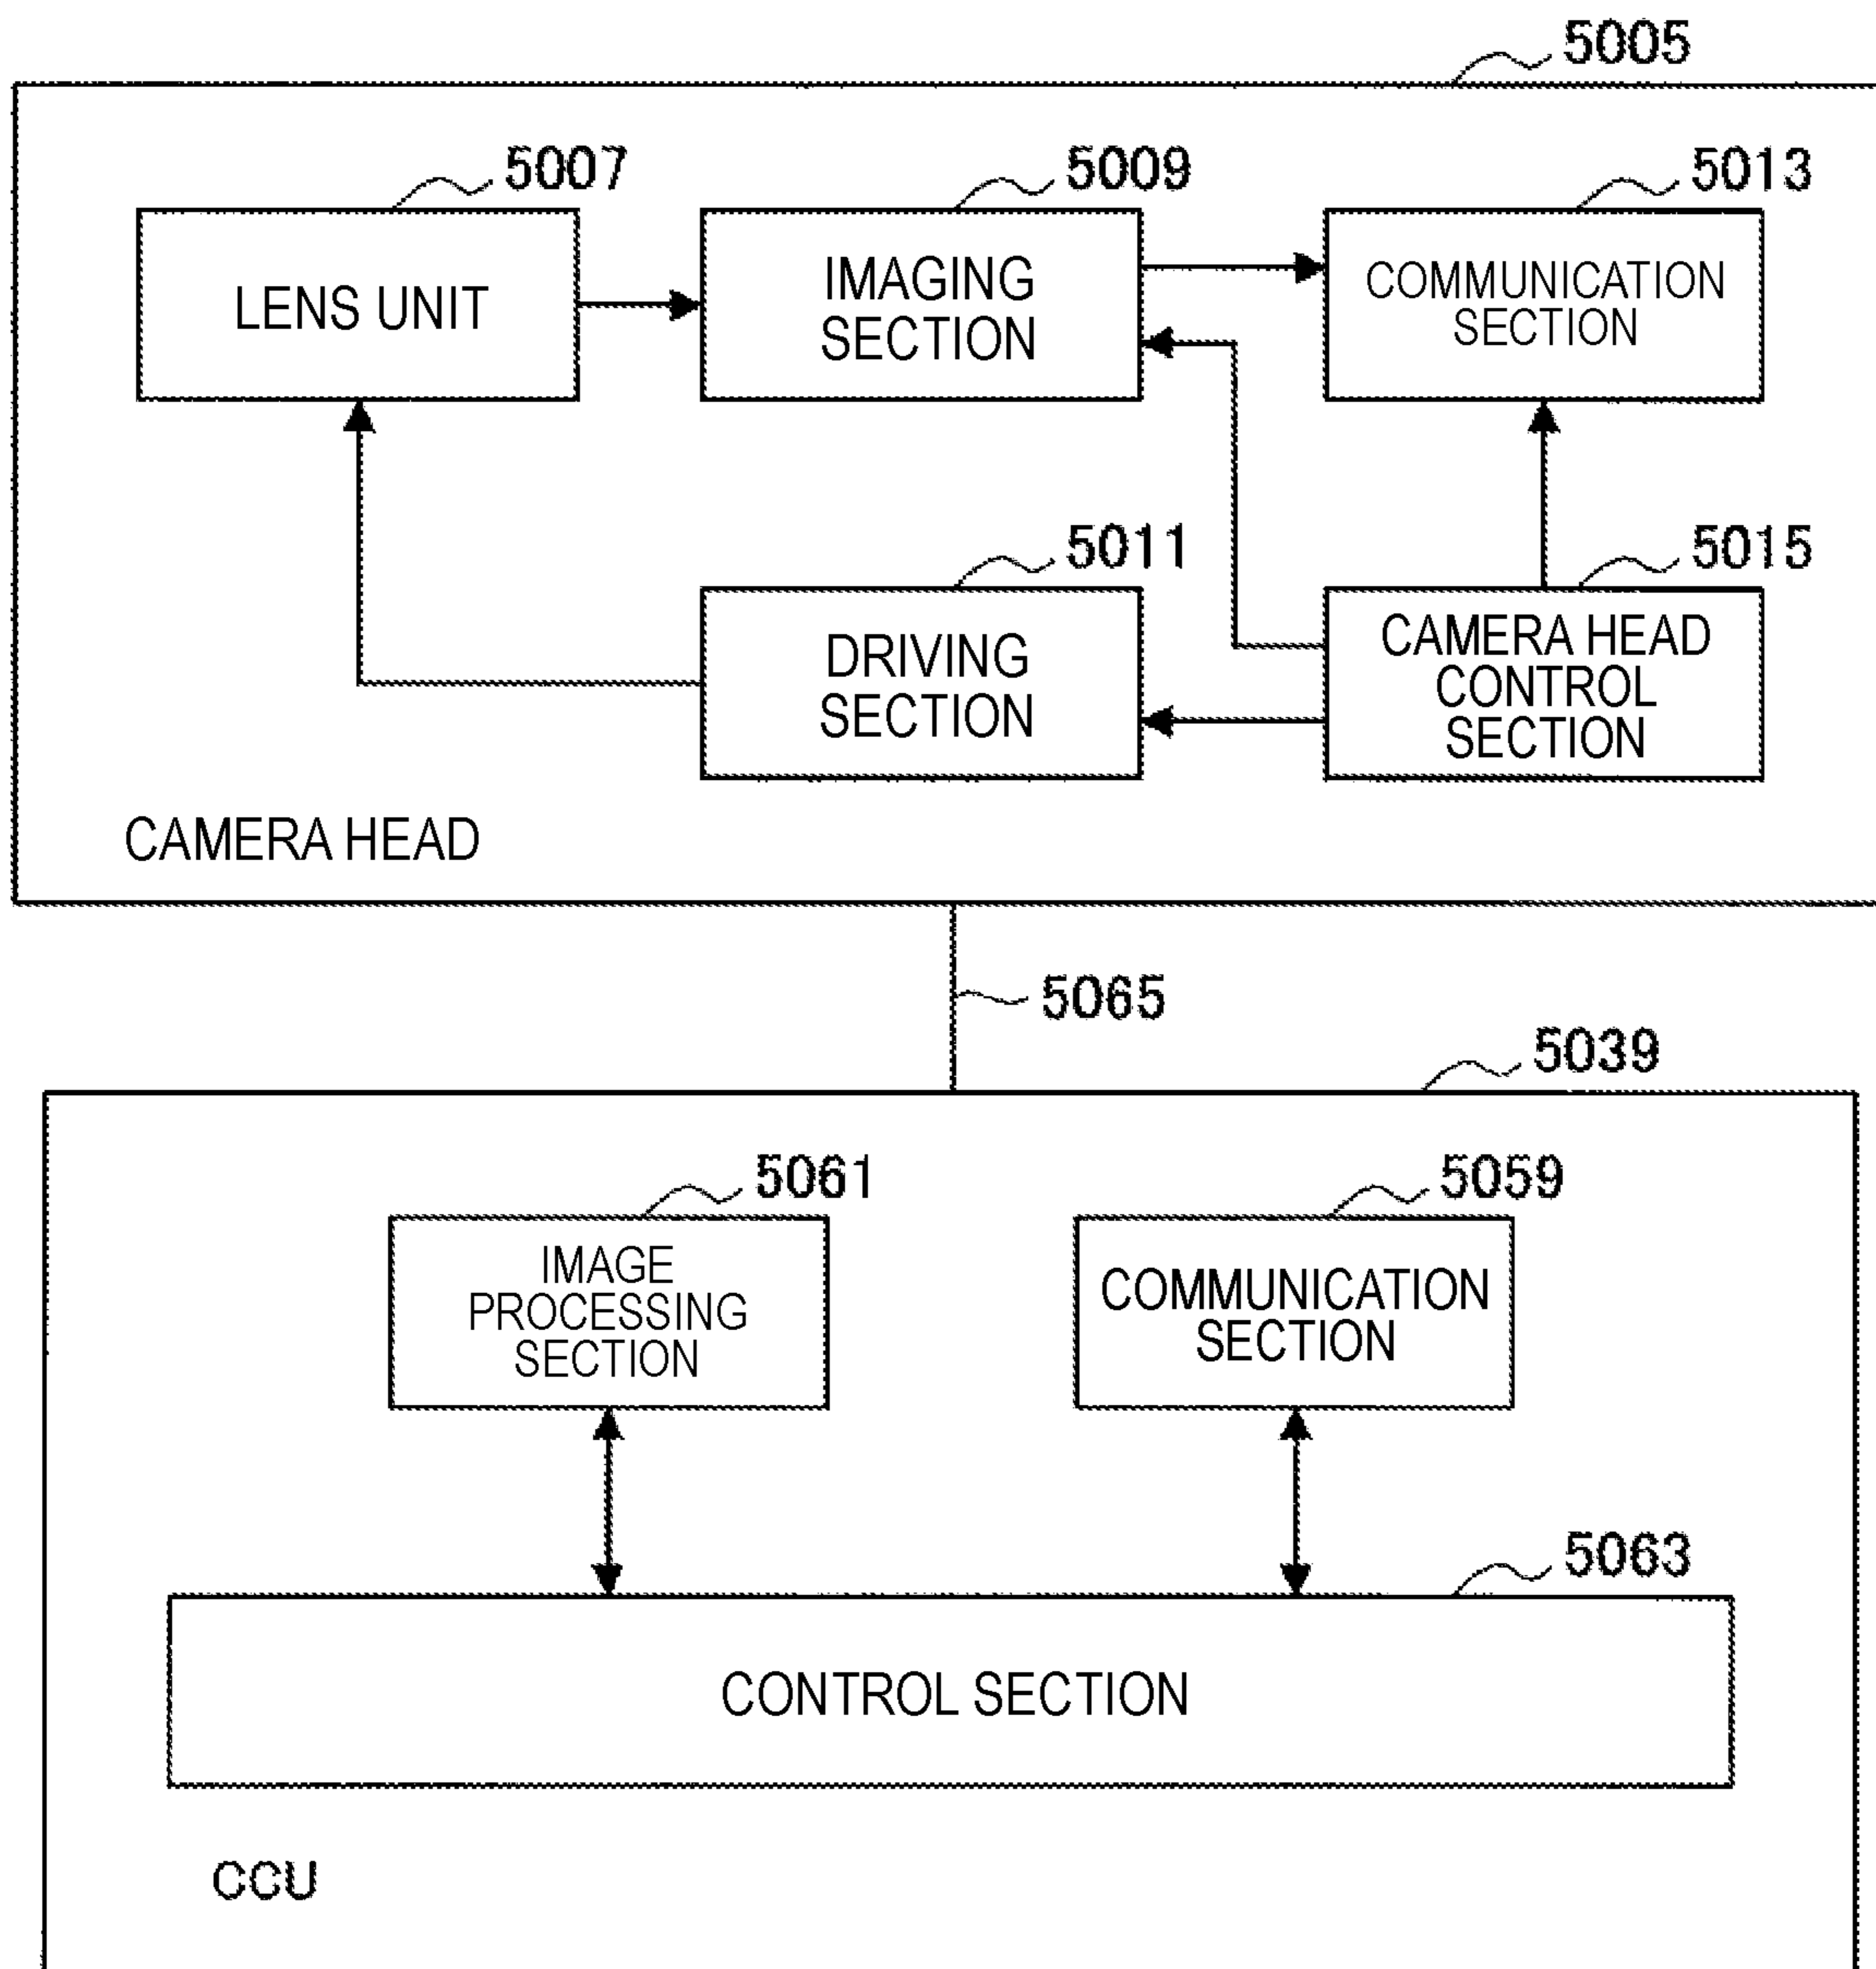 5005
5007
5009
5013
LENS UNIT
IMAGING
SECTION
COMMUNICATION
SECTION
5011
5015
DRIVING
SECTION
CAMERA HEAD
CONTROL
SECTION
CAMERA HEAD
5065
5039
5061
5059
IMAGE
PROCESSING
SECTION
COMMUNICATION
SECTION
5063
CONTROL SECTION
CCU